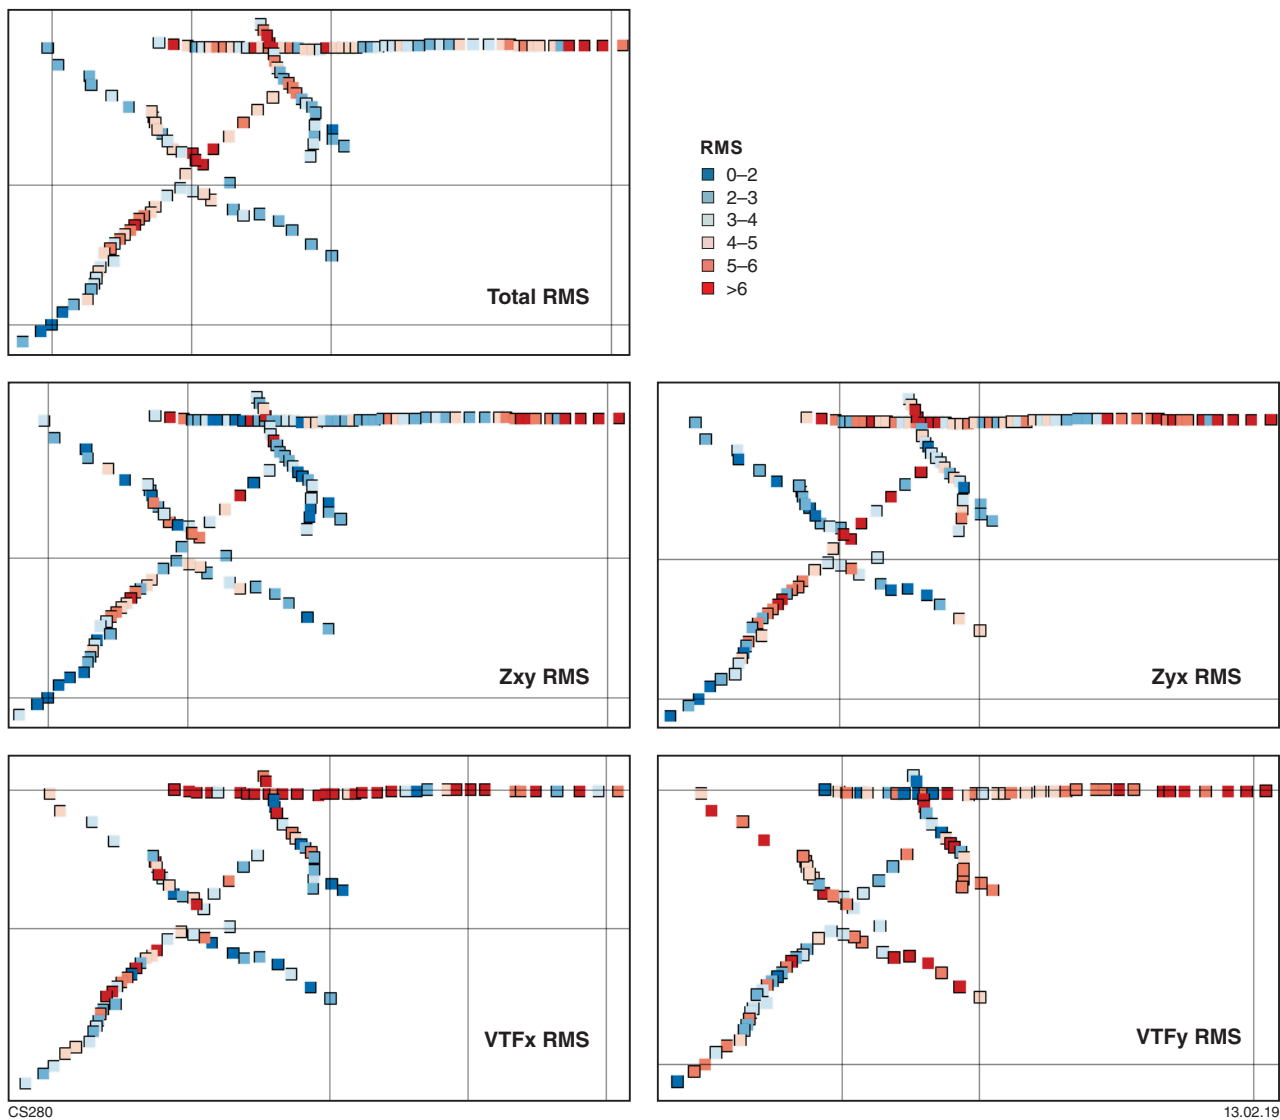 Total RMS
RMS
0–2
2–3
3–4
4–5
5–6
>6
Zxy RMS
Zyx RMS
VTFx RMS
VTFy RMS
CS280
13.02.19